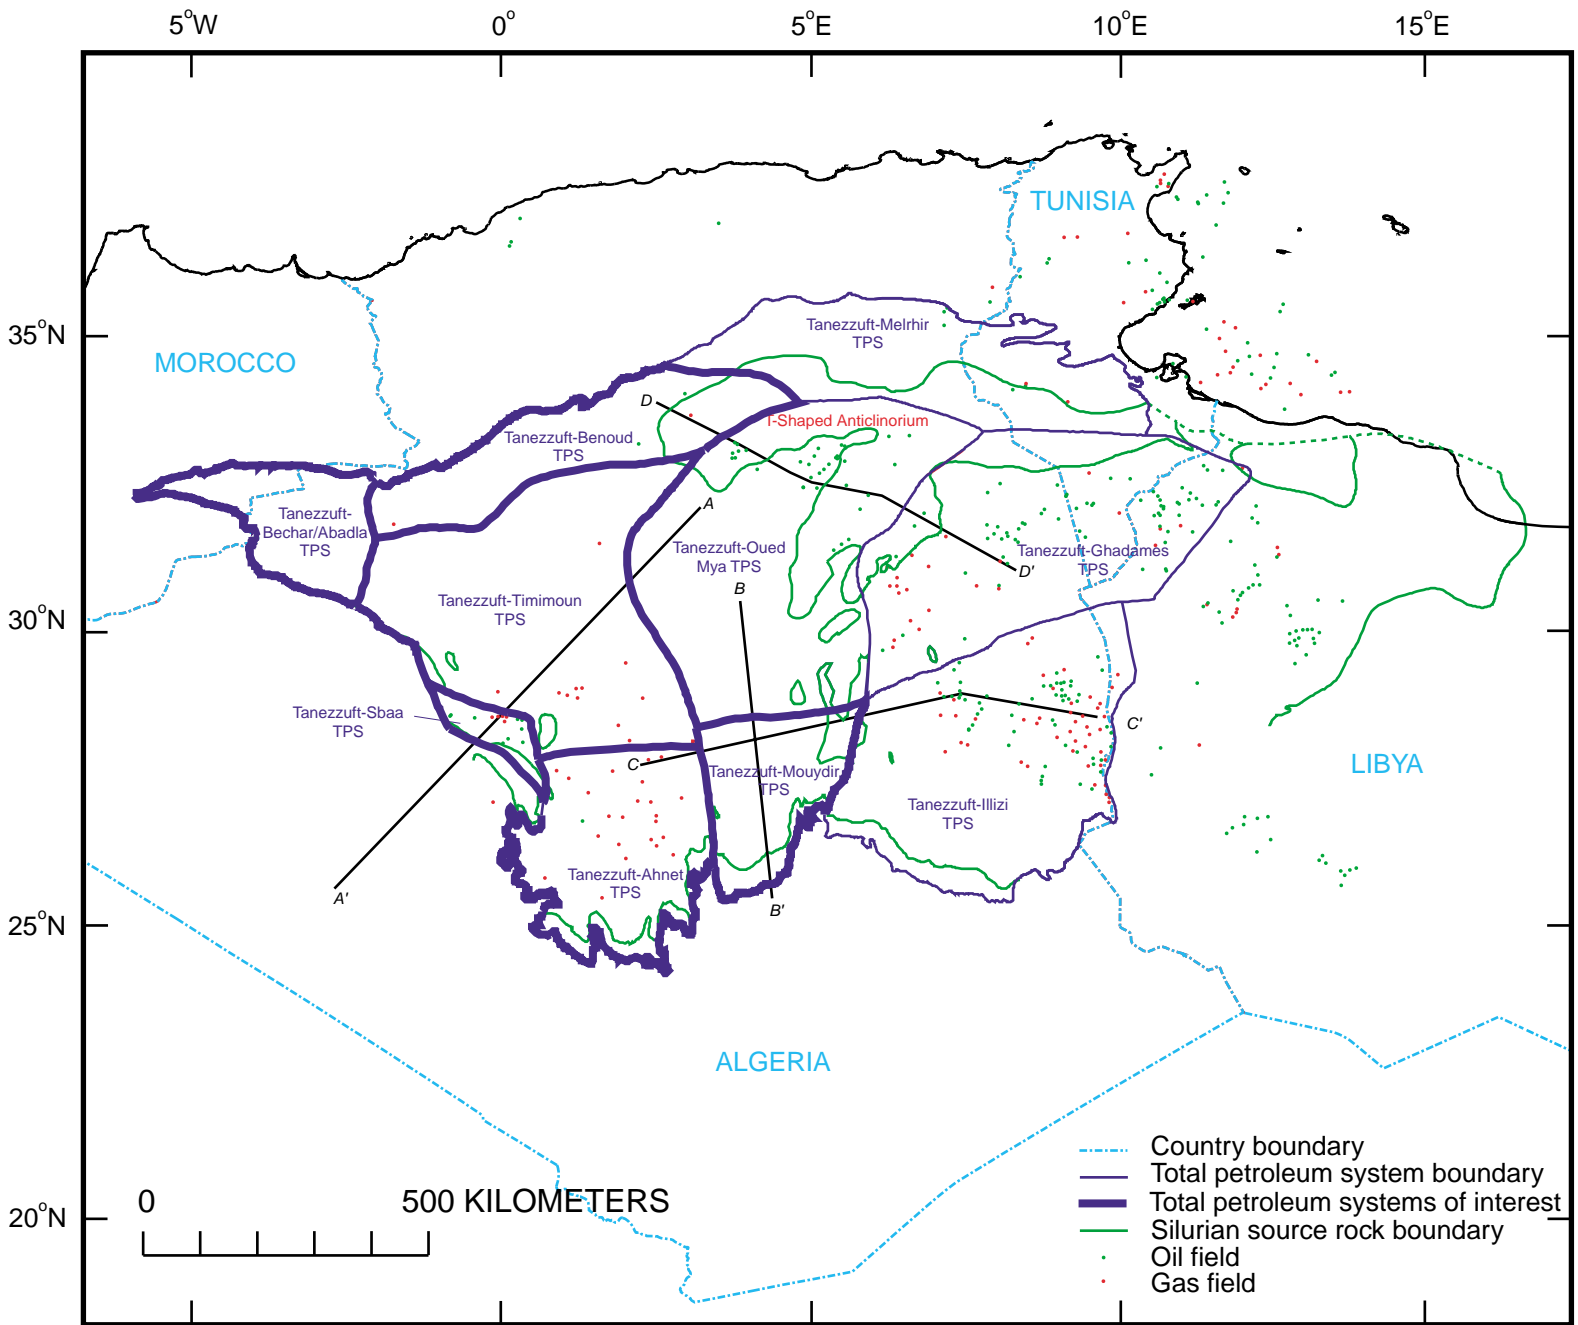 5°W
0°
5°E
10°E
15°E
35°N
30°N
25°N
20°N
TUNISIA
MOROCCO
Tanezzuft-Melrhir
TPS
D
T-Shaped Anticlinorium
Tanezzuft-Benoud
TPS
A
Tanezzuft-
Bechar/Abadla
TPS
Tanezzuft-Oued
Mya TPS
Tanezzuft-Ghadames
TPS
D'
B
Tanezzuft-Timimoun
TPS
Tanezzuft-Sbaa
TPS
C'
C
Tanezzuft-Mouydir
TPS
LIBYA
Tanezzuft-Illizi
TPS
Tanezzuft-Ahnet
TPS
A'
B'
ALGERIA
0
500 KILOMETERS
Country boundary
Total petroleum system boundary
Total petroleum systems of interest
Silurian source rock boundary
Oil field
Gas field